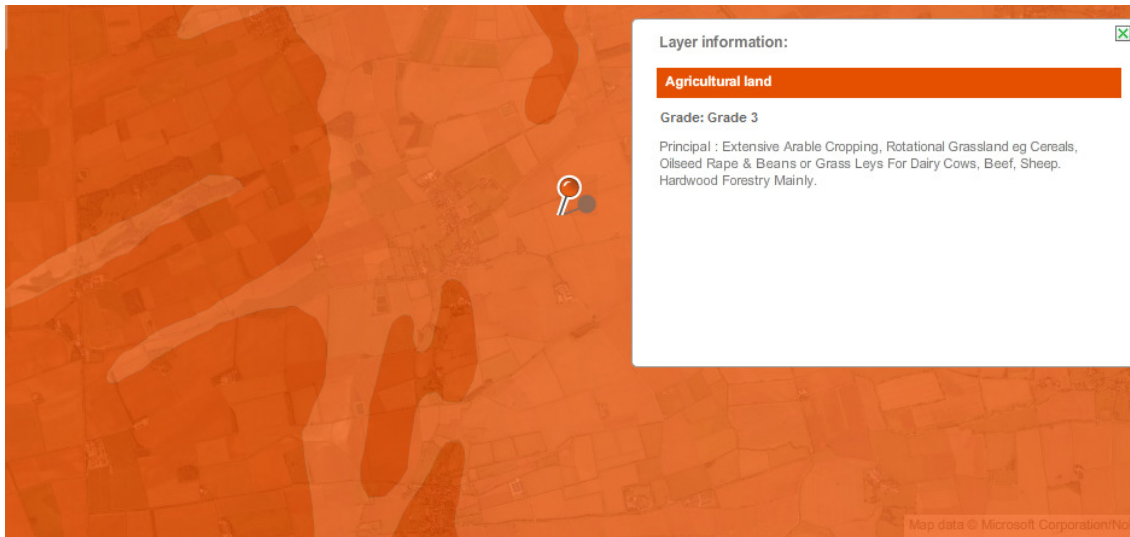 Layer information:
Agricultural land
Grade: Grade 3
Principal : Extensive Arable Cropping, Rotational Grassland eg Cereals,
Oilseed Rape & Beans or Grass Leys For Dairy Cows, Beef, Sheep.
Hardwood Forestry Mainly.
Map data © Microsoft Corporation/No